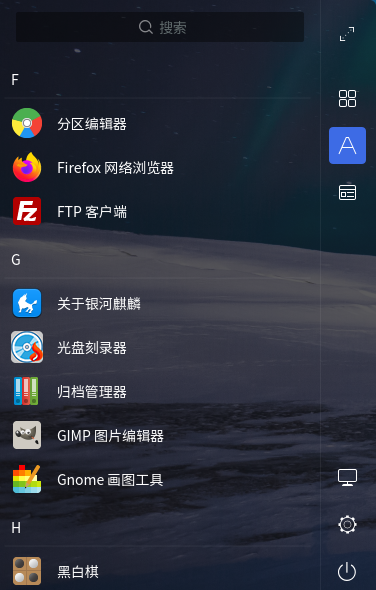 搜索
F
分区编辑器
Firefox 网络浏览器
FTP 客户端
G
关于银河麒麟
光盘刻录器
归档管理器
GIMP 图片编辑器
Gnome 画图工具
H
黑白棋
A